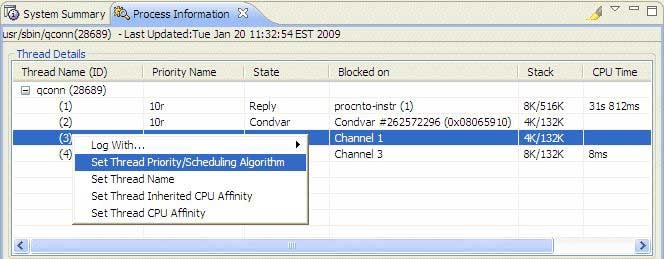 System Summary Process Information
usr/sbin/qconn(28689) -Last Updated:Tue Jan 20 11:32:54 EST 2009
Thread Details
Thread Name (ID) Priority Name State Blocked on Stack CPU Time
qconn (28689)
(1) 10r Reply procnto-instr (1) 8K/516K 31s 812ms
(2) 10r Condvar Condvar #262572296 (0x08065910) 4K/132K
(3) Channel 1 4K/132K
(4) Channel 3 8K/132K 8ms
Log With...
Set Thread Priority/Scheduling Algorithm
Set Thread Name
Set Thread Inherited CPU Affinity
Set Thread CPU Affinity